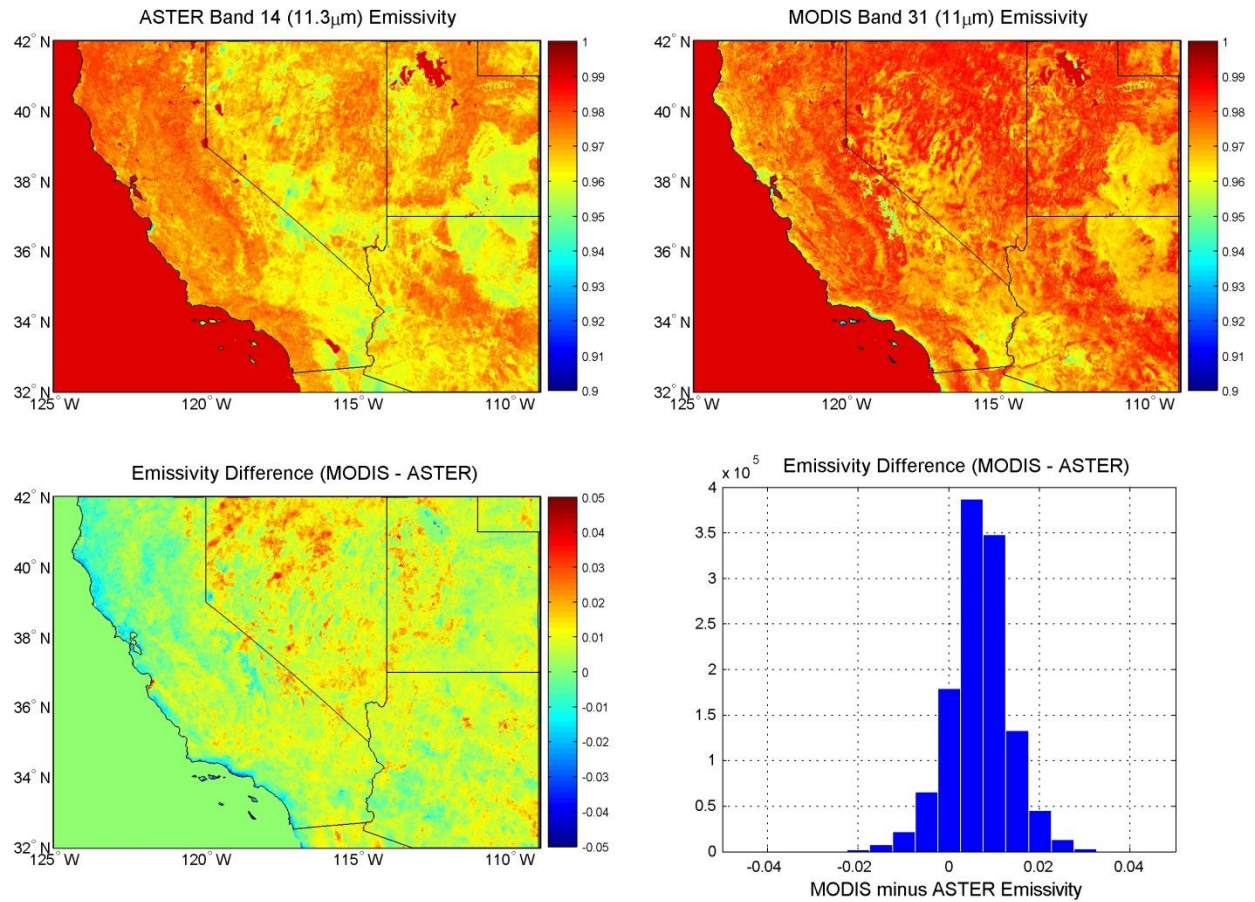 ASTER Band 14 (11.3μm) Emissivity
42° N
40° N
38° N
36° N
34° N
32° N
125° W
120° W
114° W
110° W
1
0.99
0.98
0.97
0.96
0.95
0.94
0.93
0.92
0.91
0.9
MODIS Band 31 (11μm) Emissivity
42° N
40° N
38° N
36° N
34° N
32° N
125° W
120° W
114° W
110° W
1
0.99
0.98
0.97
0.96
0.95
0.94
0.93
0.92
0.91
0.9
Emissivity Difference (MODIS - ASTER)
42° N
40° N
38° N
36° N
34° N
32° N
125° W
120° W
114° W
110° W
0.05
0.04
0.03
0.02
0.01
0
-0.01
-0.02
-0.03
-0.04
-0.05
Emissivity Difference (MODIS - ASTER)
x 10^5
4
3.5
3
2.5
2
1.5
1
0.5
0
-0.04
-0.02
0
0.02
0.04
MODIS minus ASTER Emissivity